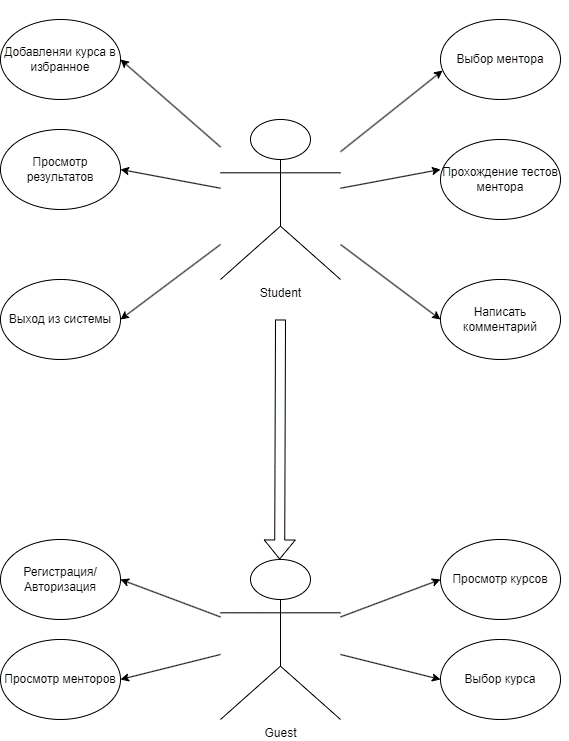 Добавленяи курса в
избранное
Выбор ментора
Просмотр
результатов
Прохождение тестов
ментора
Выход из системы
Написать
комментарий
Student
Регистрация/
Авторизация
Просмотр курсов
Просмотр менторов
Выбор курса
Guest